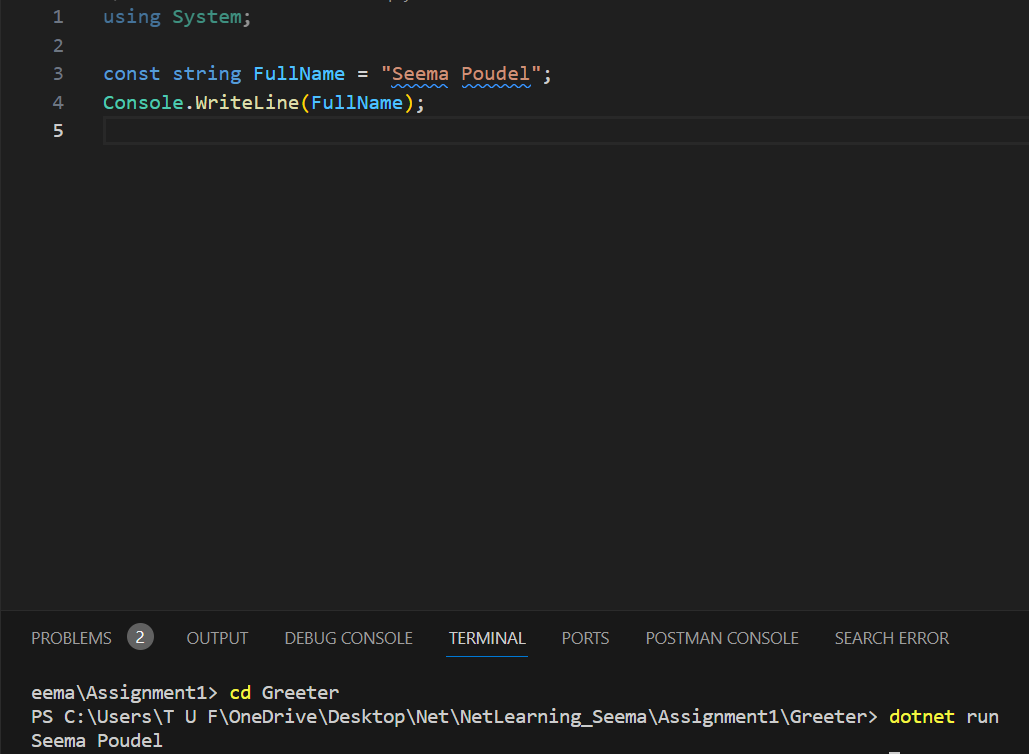 1 using System;
2
3 const string FullName = "Seema Poudel";
4 Console.WriteLine(FullName);
5
PROBLEMS 2 OUTPUT DEBUG CONSOLE TERMINAL PORTS POSTMAN CONSOLE SEARCH ERROR
eema\Assignment1> cd Greeter
PS C:\Users\T U F\OneDrive\Desktop\Net\NetLearning_Seema\Assignment1\Greeter> dotnet run
Seema Poudel